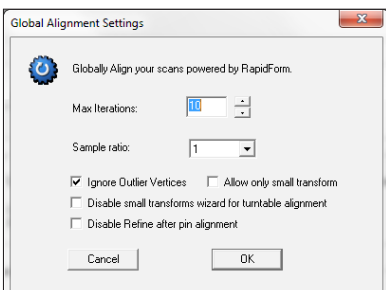 Global Alignment Settings
Globally Align your scans powered by RapidForm.
Max Iterations: 10
Sample ratio: 1
Ignore Outlier Vertices Allow only small transform
Disable small transforms wizard for turntable alignment
Disable Refine after pin alignment
Cancel OK